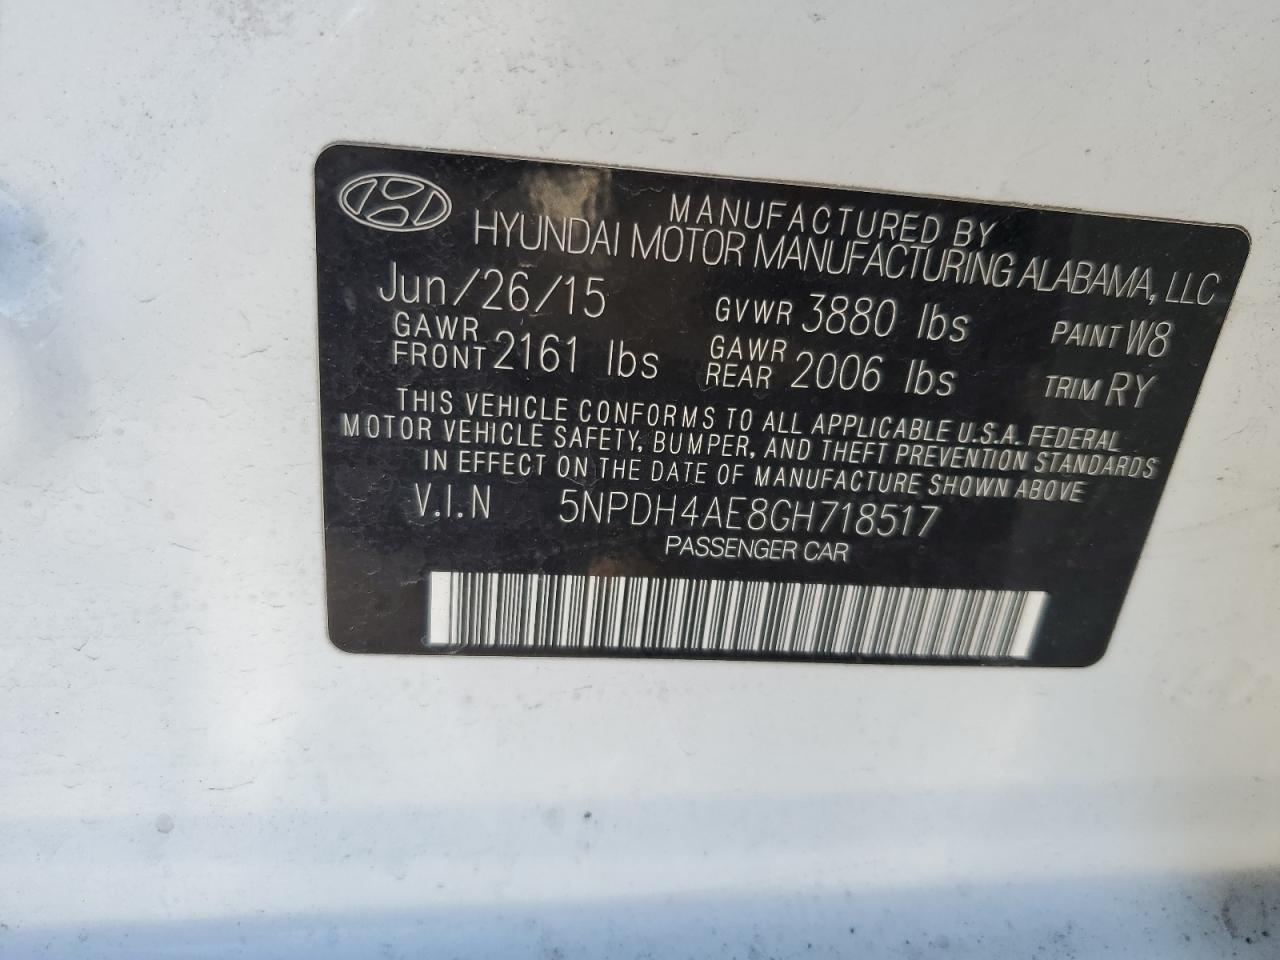 MANUFACTURED BY
HYUNDAI MOTOR MANUFACTURING ALABAMA, LLC
Jun/26/15 GVWR 3880 lbs PAINT W8
GAWR FRONT 2161 lbs GAWR REAR 2006 lbs TRIM RY
THIS VEHICLE CONFORMS TO ALL APPLICABLE U.S.A. FEDERAL
MOTOR VEHICLE SAFETY, BUMPER, AND THEFT PREVENTION STANDARDS
IN EFFECT ON THE DATE OF MANUFACTURE SHOWN ABOVE
V.I.N 5NPDH4AE8GH718517
PASSENGER CAR